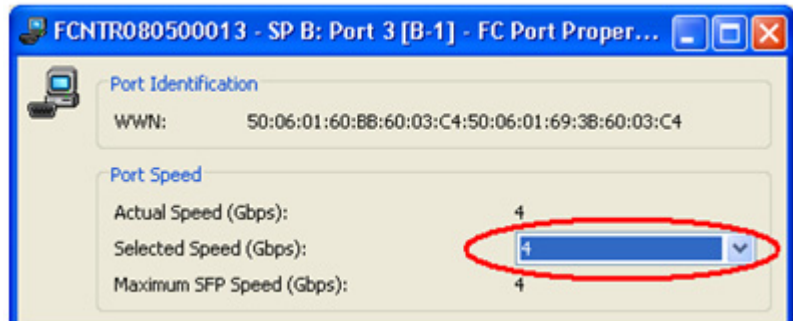 FCNTR080500013 - SP B: Port 3 [B-1] - FC Port Proper...
Port Identification
WWN: 50:06:01:60:BB:60:03:C4:50:06:01:69:3B:60:03:C4
Port Speed
Actual Speed (Gbps): 4
Selected Speed (Gbps): 4
Maximum SFP Speed (Gbps): 4